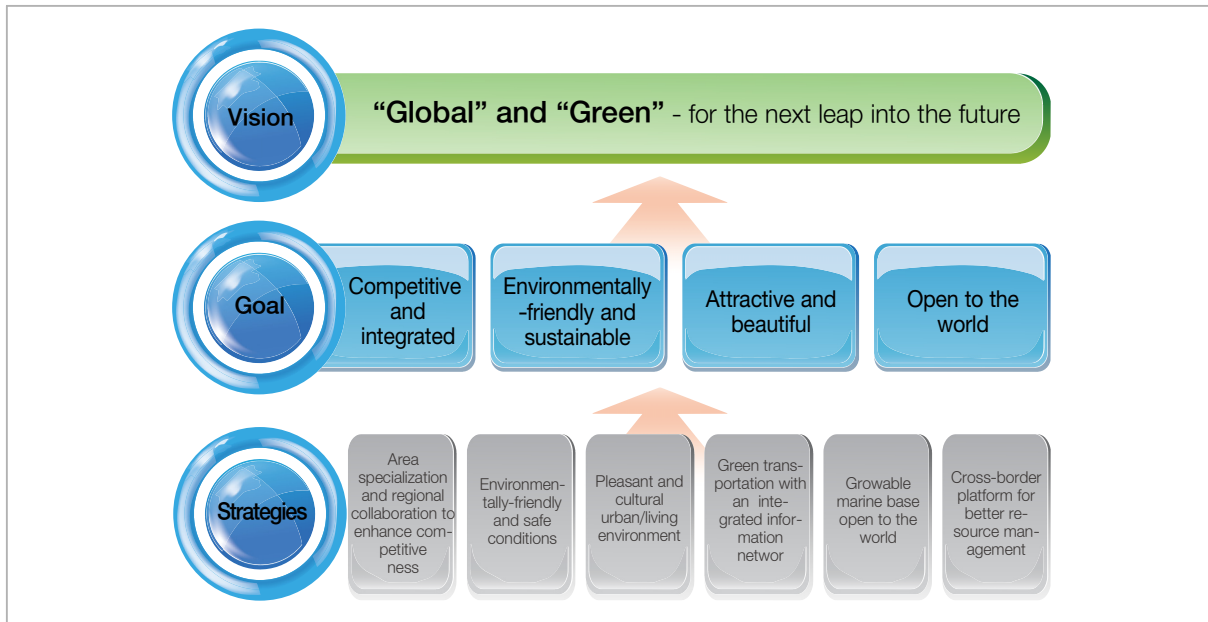 Vision
“Global” and “Green” - for the next leap into the future
Goal
Competitive
and
integrated
Environmentally
-friendly and
sustainable
Attractive and
beautiful
Open to the
world
Strategies
Area
specialization
and regional
collaboration to
enhance com-
petitive
ness
Environmen-
tally-friendly
and safe
conditions
Pleasant and
cultural
urban/living
environment
Green trans-
portation with
an inte-
grated infor-
mation
networ
Growable
marine base
open to the
world
Cross-border
platform for
better re-
source man-
agement